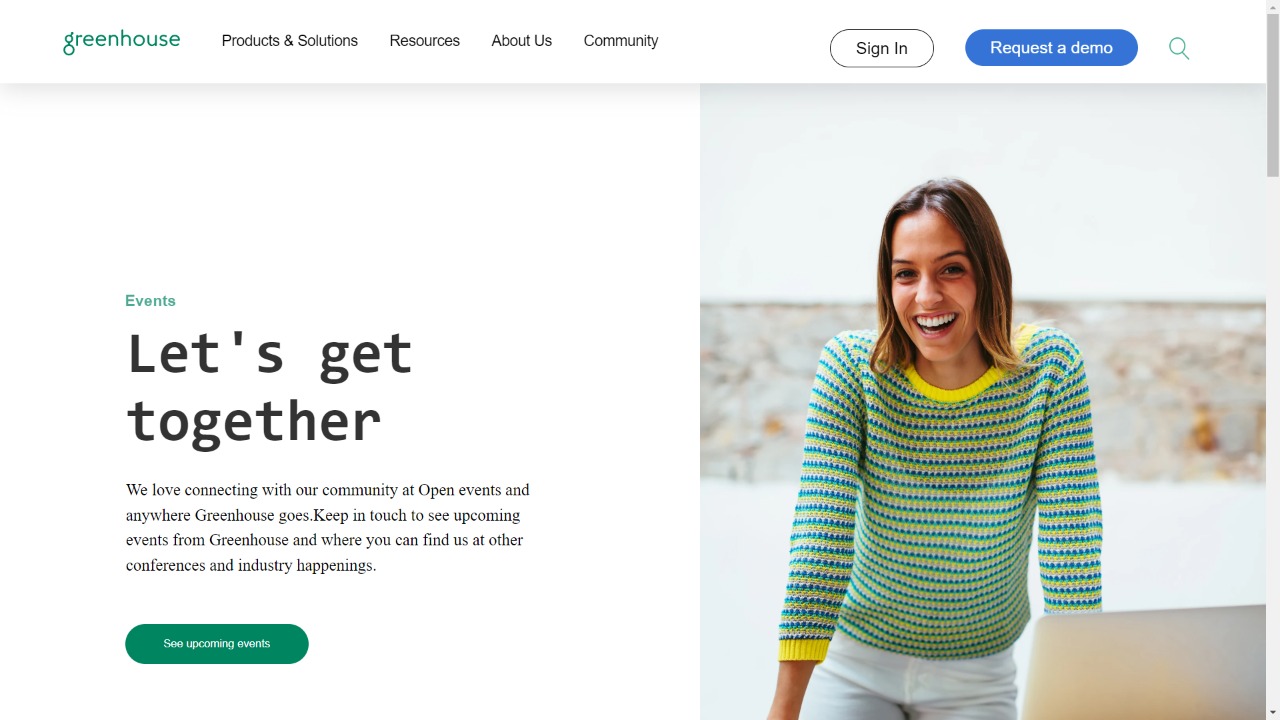 greenhouse
Products & Solutions
Resources
About Us
Community
Sign In
Request a demo
Events
Let's get
together
We love connecting with our community at Open events and
anywhere Greenhouse goes.Keep in touch to see upcoming
events from Greenhouse and where you can find us at other
conferences and industry happenings.
See upcoming events